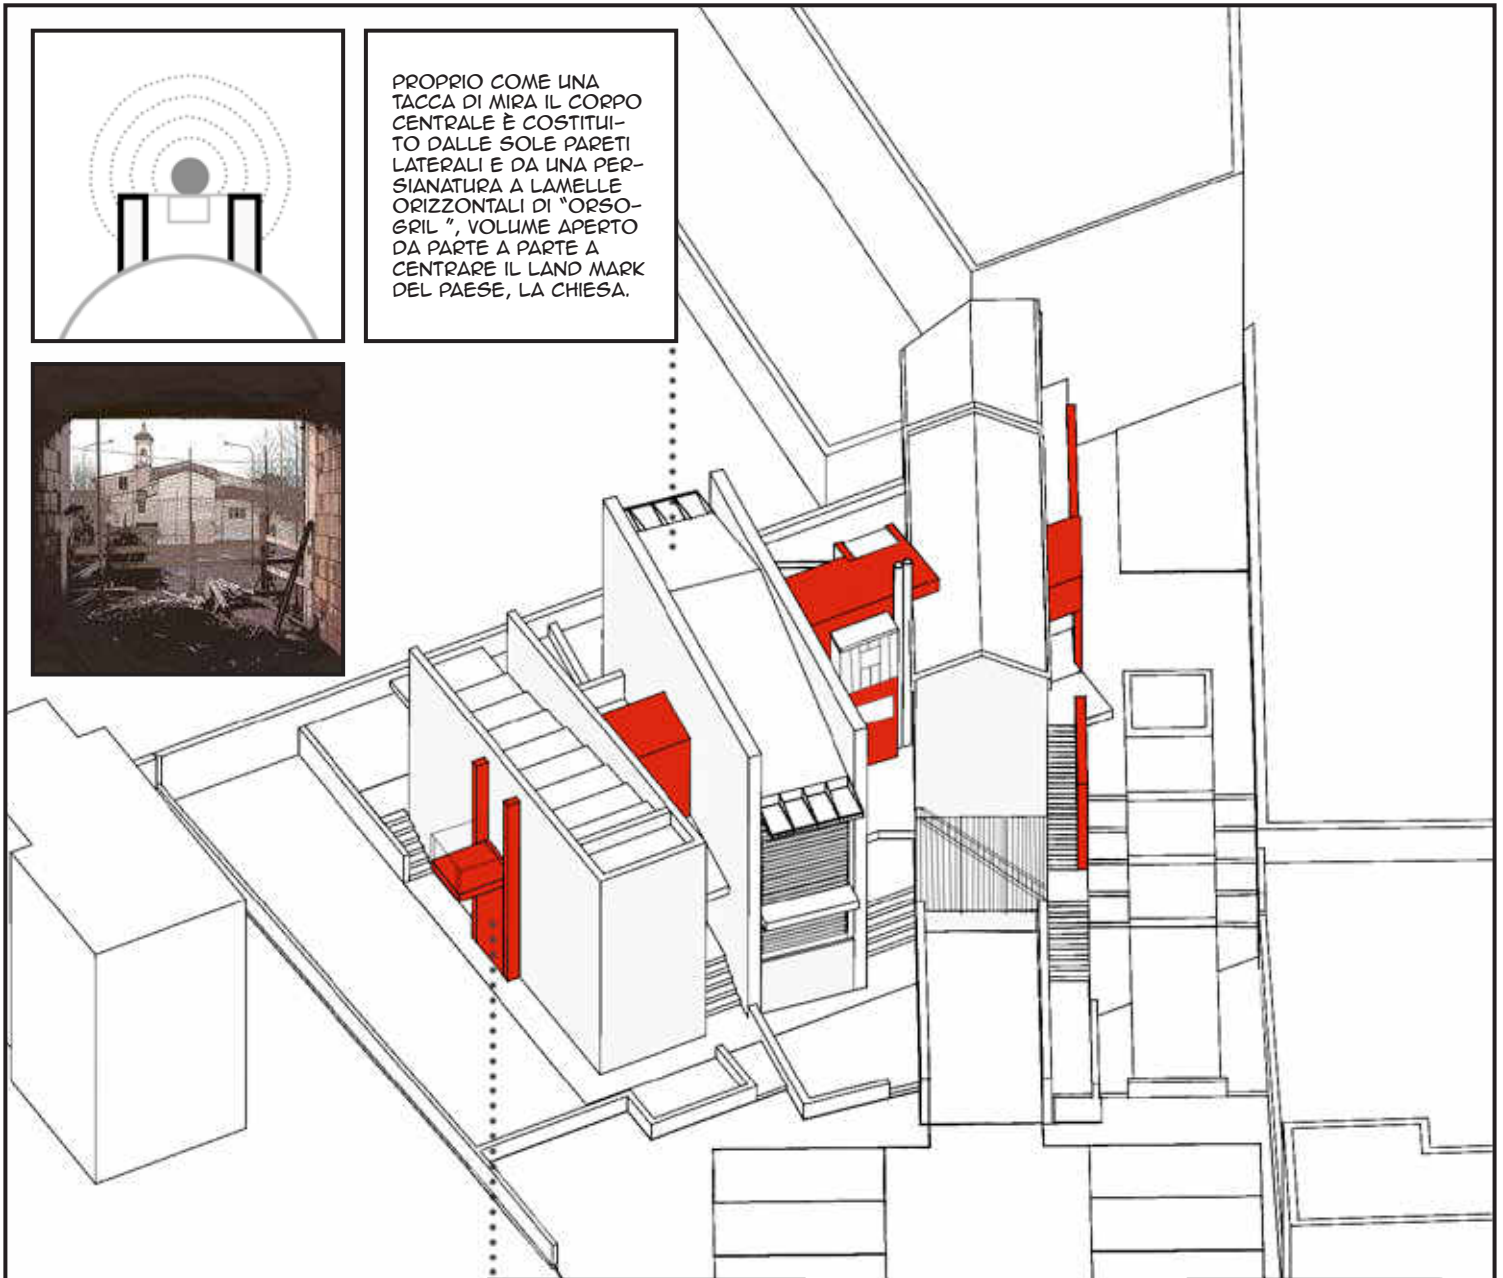 PROPRIO COME UNA
TACCA DI MIRA IL CORPO
CENTRALE È COSTITUI-
TO DALLE SOLE PARETI
LATERALI E DA UNA PER-
SIANATURA A LAMELLE
ORIZZONTALI DI "ORSO-
GRIL ", VOLUME APERTO
DA PARTE A PARTE A
CENTRARE IL LAND MARK
DEL PAESE, LA CHIESA.